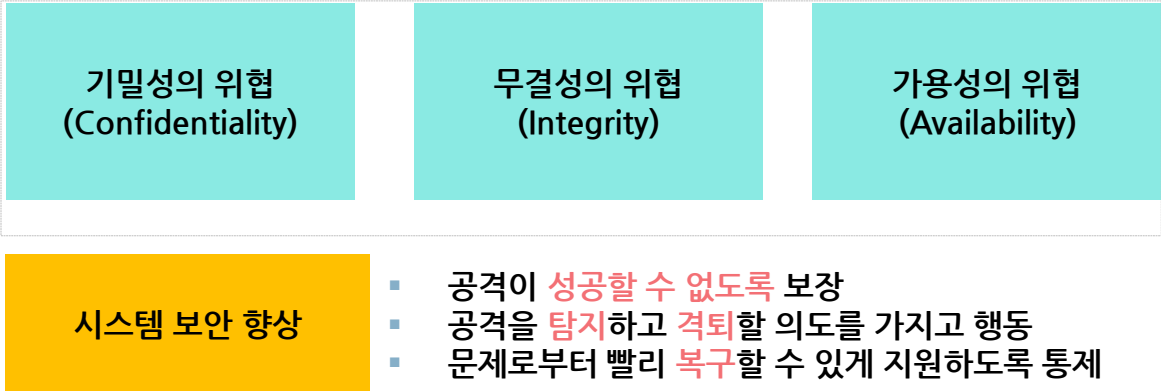 기밀성의 위협
(Confidentiality)
무결성의 위협
(Integrity)
가용성의 위협
(Availability)
시스템 보안 향상
▪ 공격이 성공할 수 없도록 보장
▪ 공격을 탐지하고 격퇴할 의도를 가지고 행동
▪ 문제로부터 빨리 복구할 수 있게 지원하도록 통제